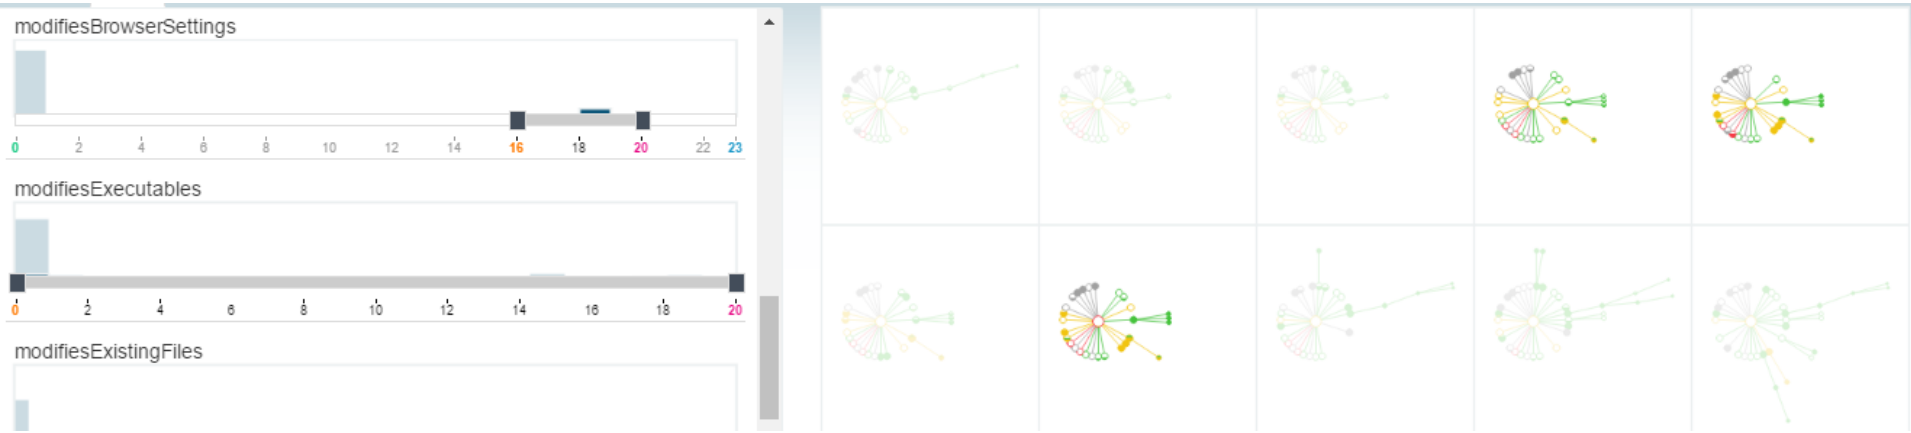 modifiesBrowserSettings
0 2 4 6 8 10 12 14 16 18 20 22 23
modifiesExecutables
0 2 4 6 8 10 12 14 16 18 20
modifiesExistingFiles